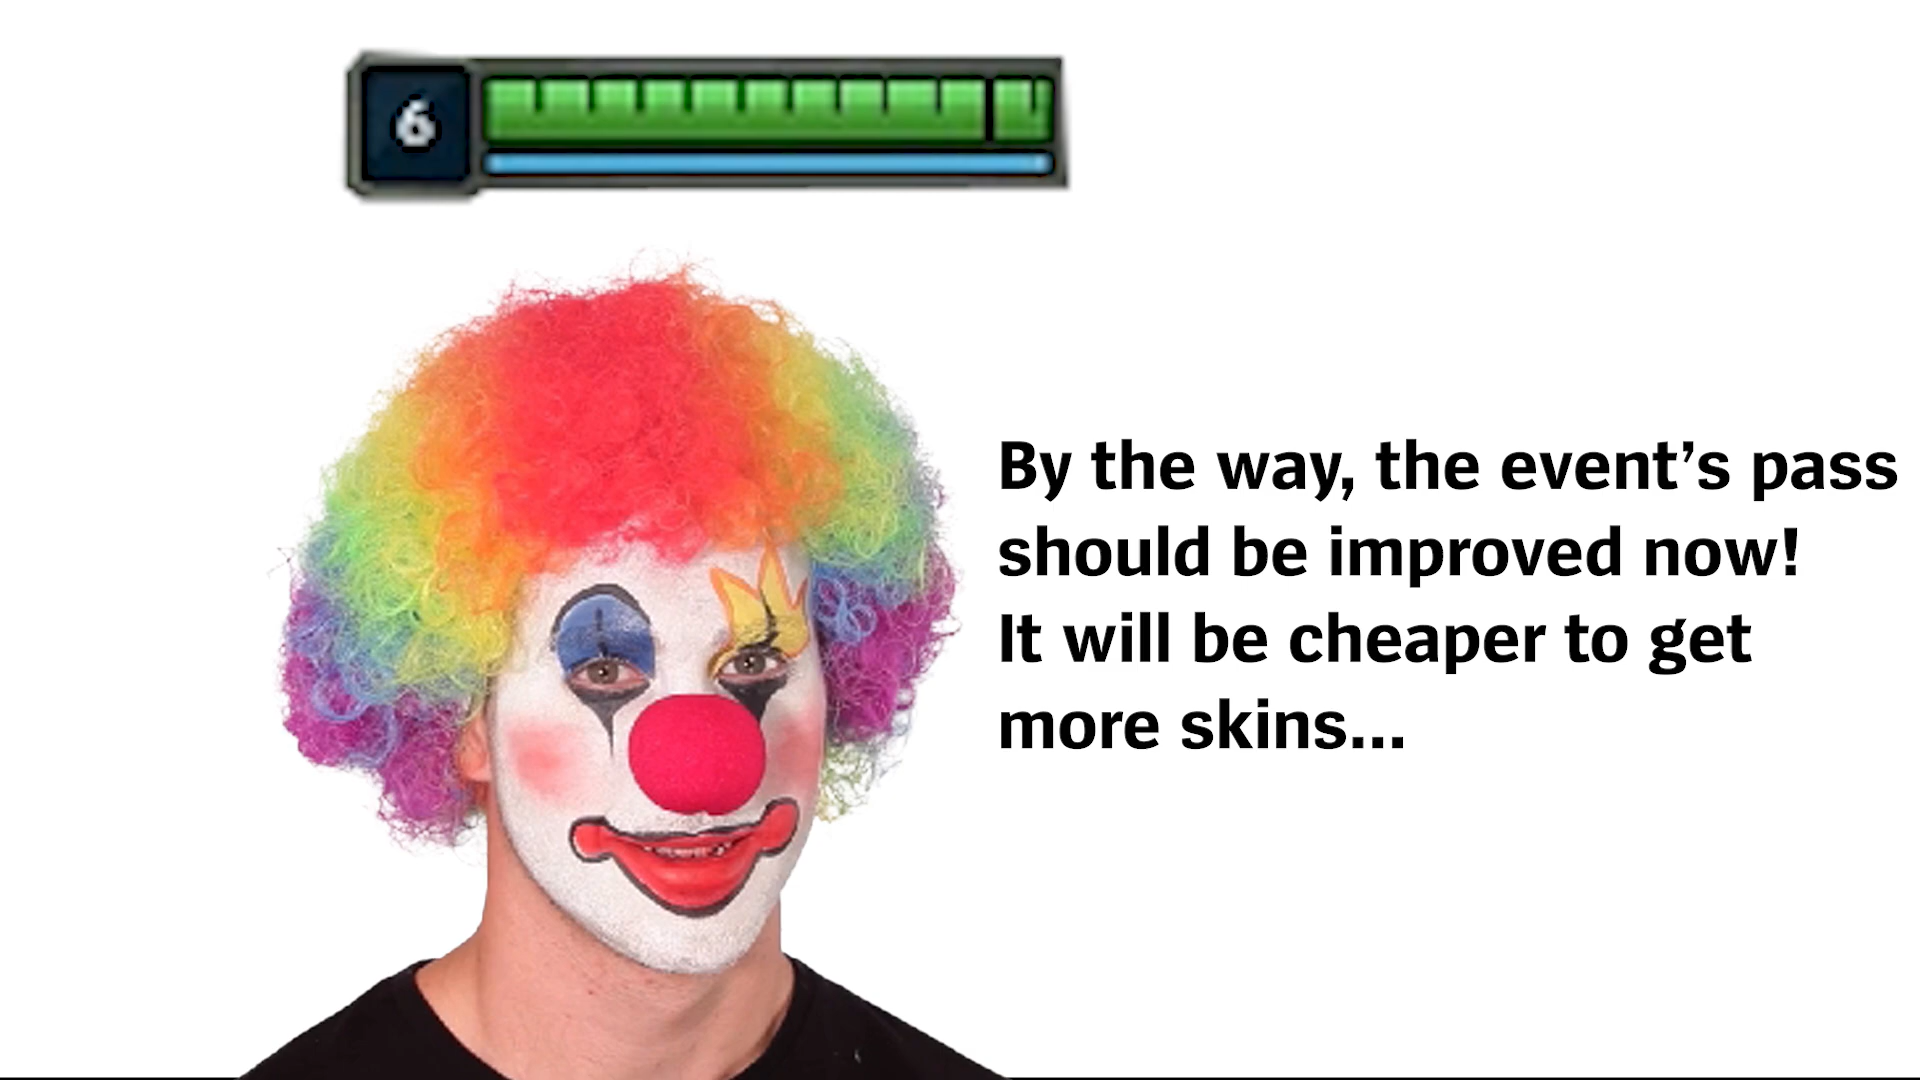 6
By the way, the event’s pass
should be improved now!
It will be cheaper to get
more skins...